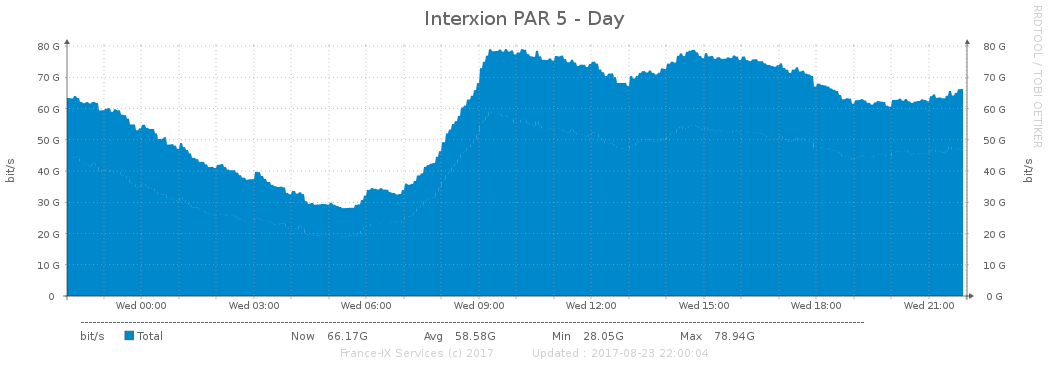 Interxion PAR 5 - Day
RRDTOOL / TOBI OETIKER
80 G 80 G
70 G 70 G
60 G 60 G
50 G 50 G
40 G 40 G
30 G 30 G
20 G 20 G
10 G 10 G
0 0 G
bit/s
bit/s
Wed 00:00 Wed 03:00 Wed 06:00 Wed 09:00 Wed 12:00 Wed 15:00 Wed 18:00 Wed 21:00
bit/s Total Now 66.17G Avg 58.58G Min 28.05G Max 78.94G
France-IX Services (c) 2017 Updated : 2017-08-23 22:00:04